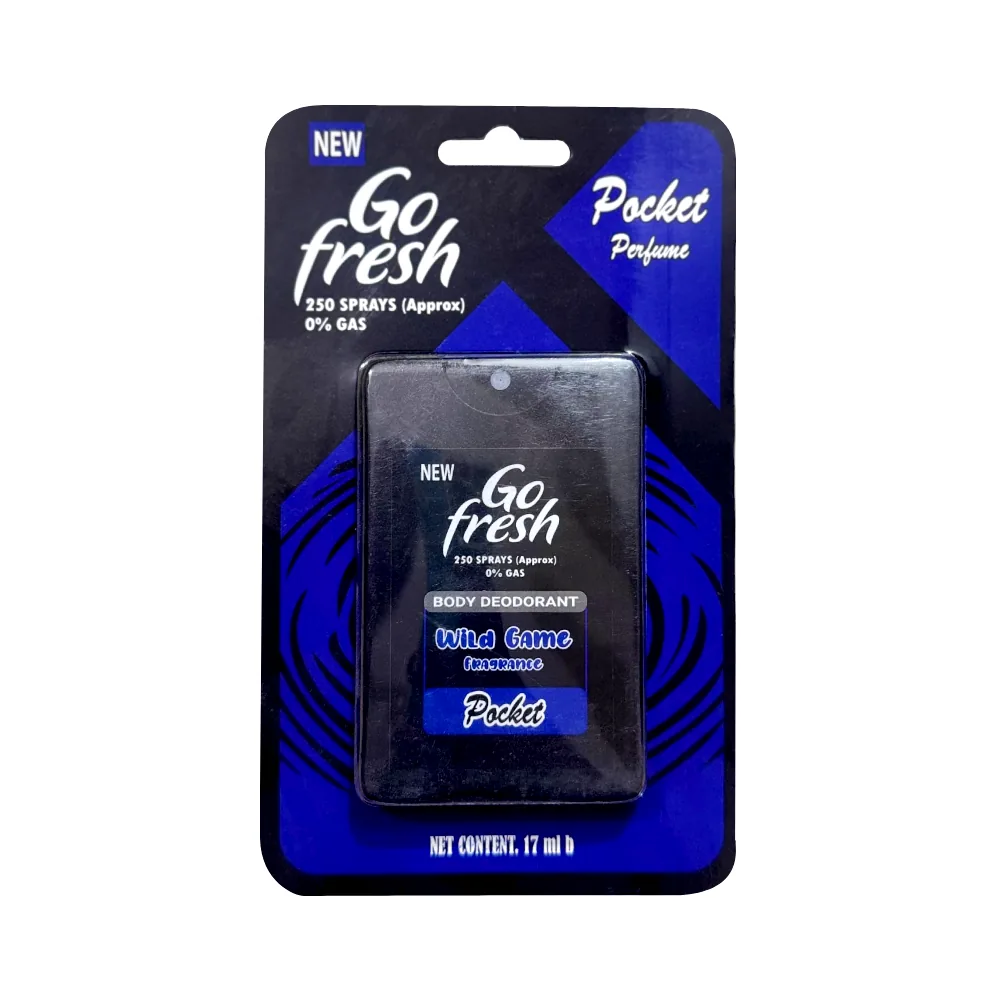 NEW
Go
fresh
250 SPRAYS (Approx)
0% GAS
Pocket
Perfume
NEW
Go
fresh
250 SPRAYS (Approx)
0% GAS
BODY DEODORANT
Wild Game
Fragrance
Pocket
NET CONTENT. 17 ml b